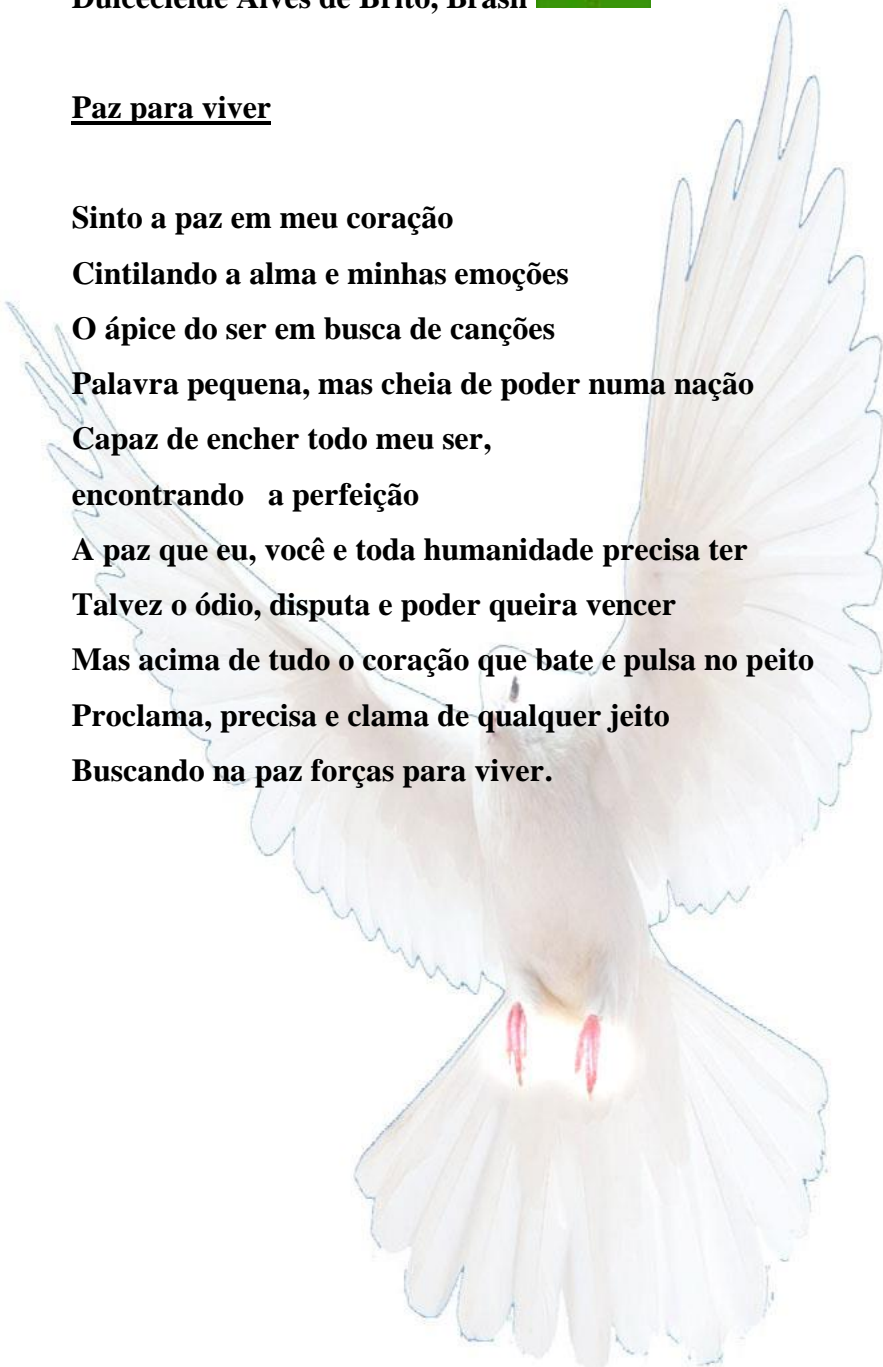 Dulcecleide Alves de Brito, Brasil
Paz para viver
Sinto a paz em meu coração
Cintilando a alma e minhas emoções
O ápice do ser em busca de canções
Palavra pequena, mas cheia de poder numa nação
Capaz de encher todo meu ser,
encontrando a perfeição
A paz que eu, você e toda humanidade precisa ter
Talvez o ódio, disputa e poder queira vencer
Mas acima de tudo o coração que bate e pulsa no peito
Proclama, precisa e clama de qualquer jeito
Buscando na paz forças para viver.